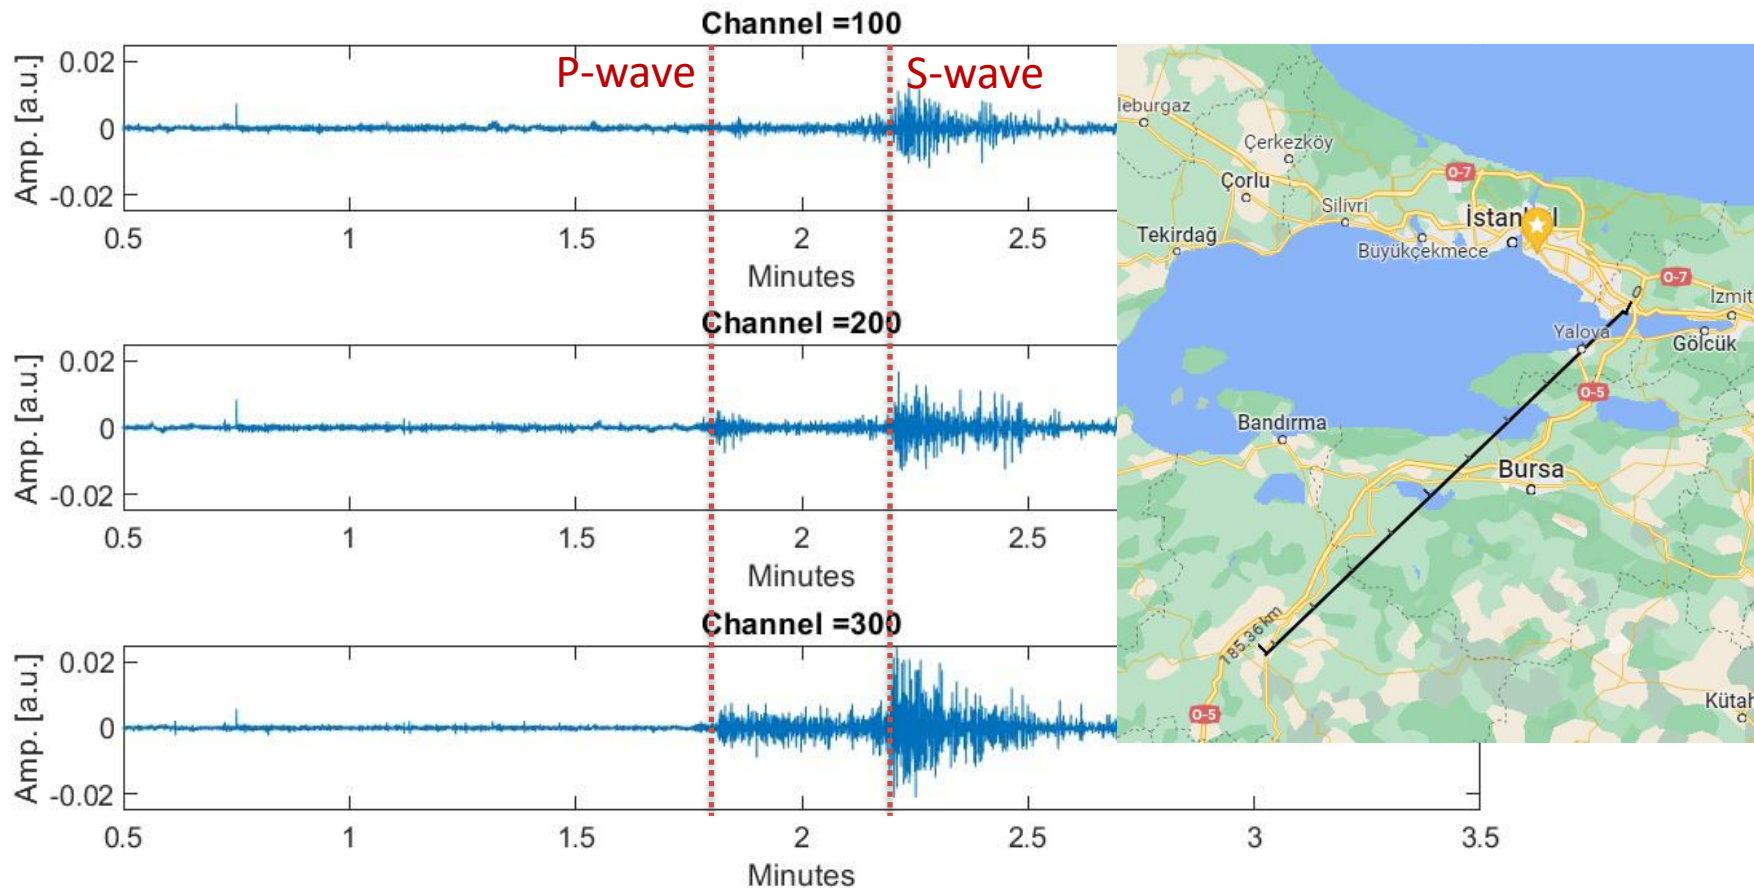 Channel =100
P-wave
S-wave
Amp. [a.u.]
0.02
0
-0.02
0.5
1
1.5
2
2.5
Minutes
Channel =200
Amp. [a.u.]
0.02
0
-0.02
0.5
1
1.5
2
2.5
Minutes
Channel =300
Amp. [a.u.]
0.02
0
-0.02
0.5
1
1.5
2
2.5
3
3.5
Minutes
leburgaz
Çerkezköy
Çorlu
O-7
Silivri
İstan l
Tekirdağ
Büyükçekmece
O-7
0
İzmit
Yalova
Gölcük
O-5
Bandırma
Bursa
185.36 km
O-5
Kütah